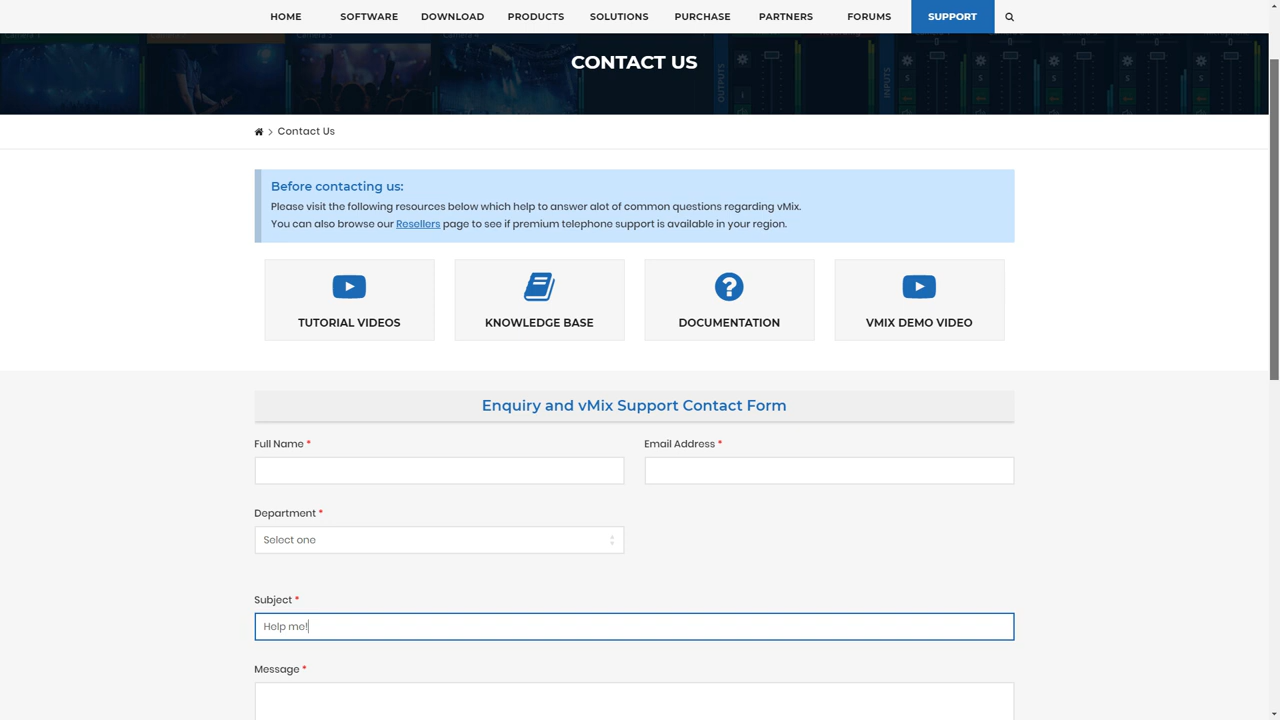 HOME SOFTWARE DOWNLOAD PRODUCTS SOLUTIONS PURCHASE PARTNERS FORUMS SUPPORT
CONTACT US
OUTPUTS
INPUTS
Contact Us
Before contacting us:
Please visit the following resources below which help to answer alot of common questions regarding vMix.
You can also browse our Resellers page to see if premium telephone support is available in your region.
TUTORIAL VIDEOS KNOWLEDGE BASE DOCUMENTATION VMIX DEMO VIDEO
Enquiry and vMix Support Contact Form
Full Name * Email Address *
Department *
Select one
Subject *
Help me!
Message *